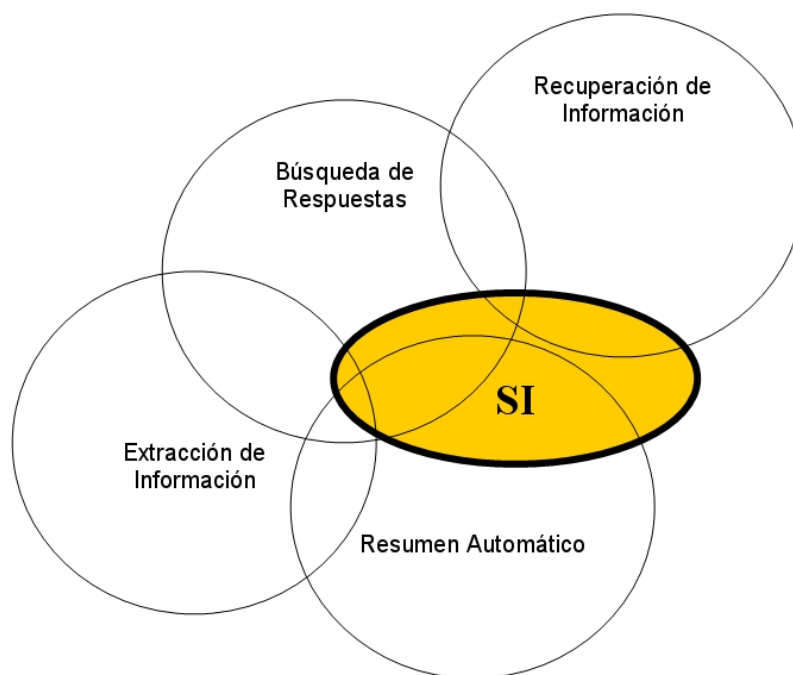 Recuperación de
Información
Búsqueda de
Respuestas
SI
Extracción de
Información
Resumen Automático